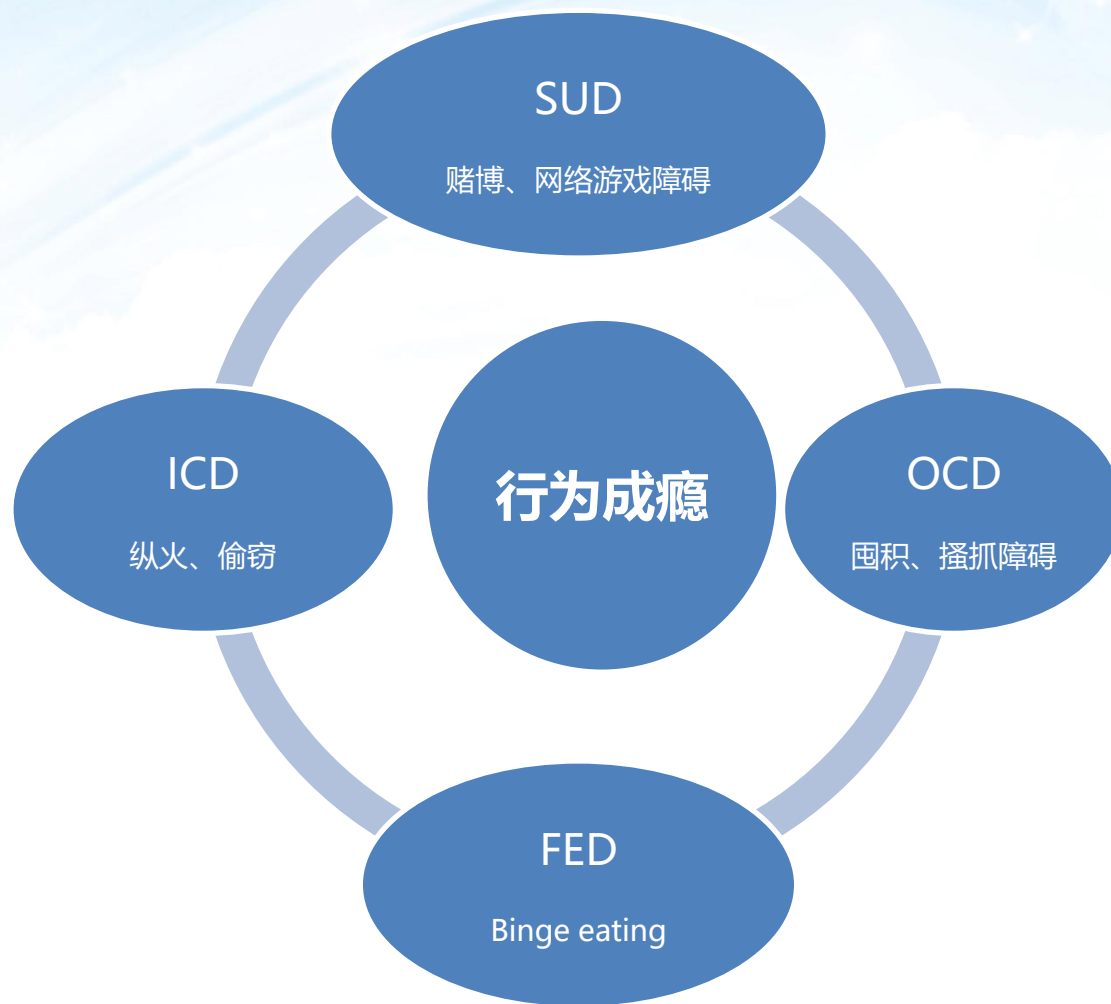 SUD
赌博、网络游戏障碍
ICD
纵火、偷窃
行为成瘾
OCD
囤积、搔抓障碍
FED
Binge eating